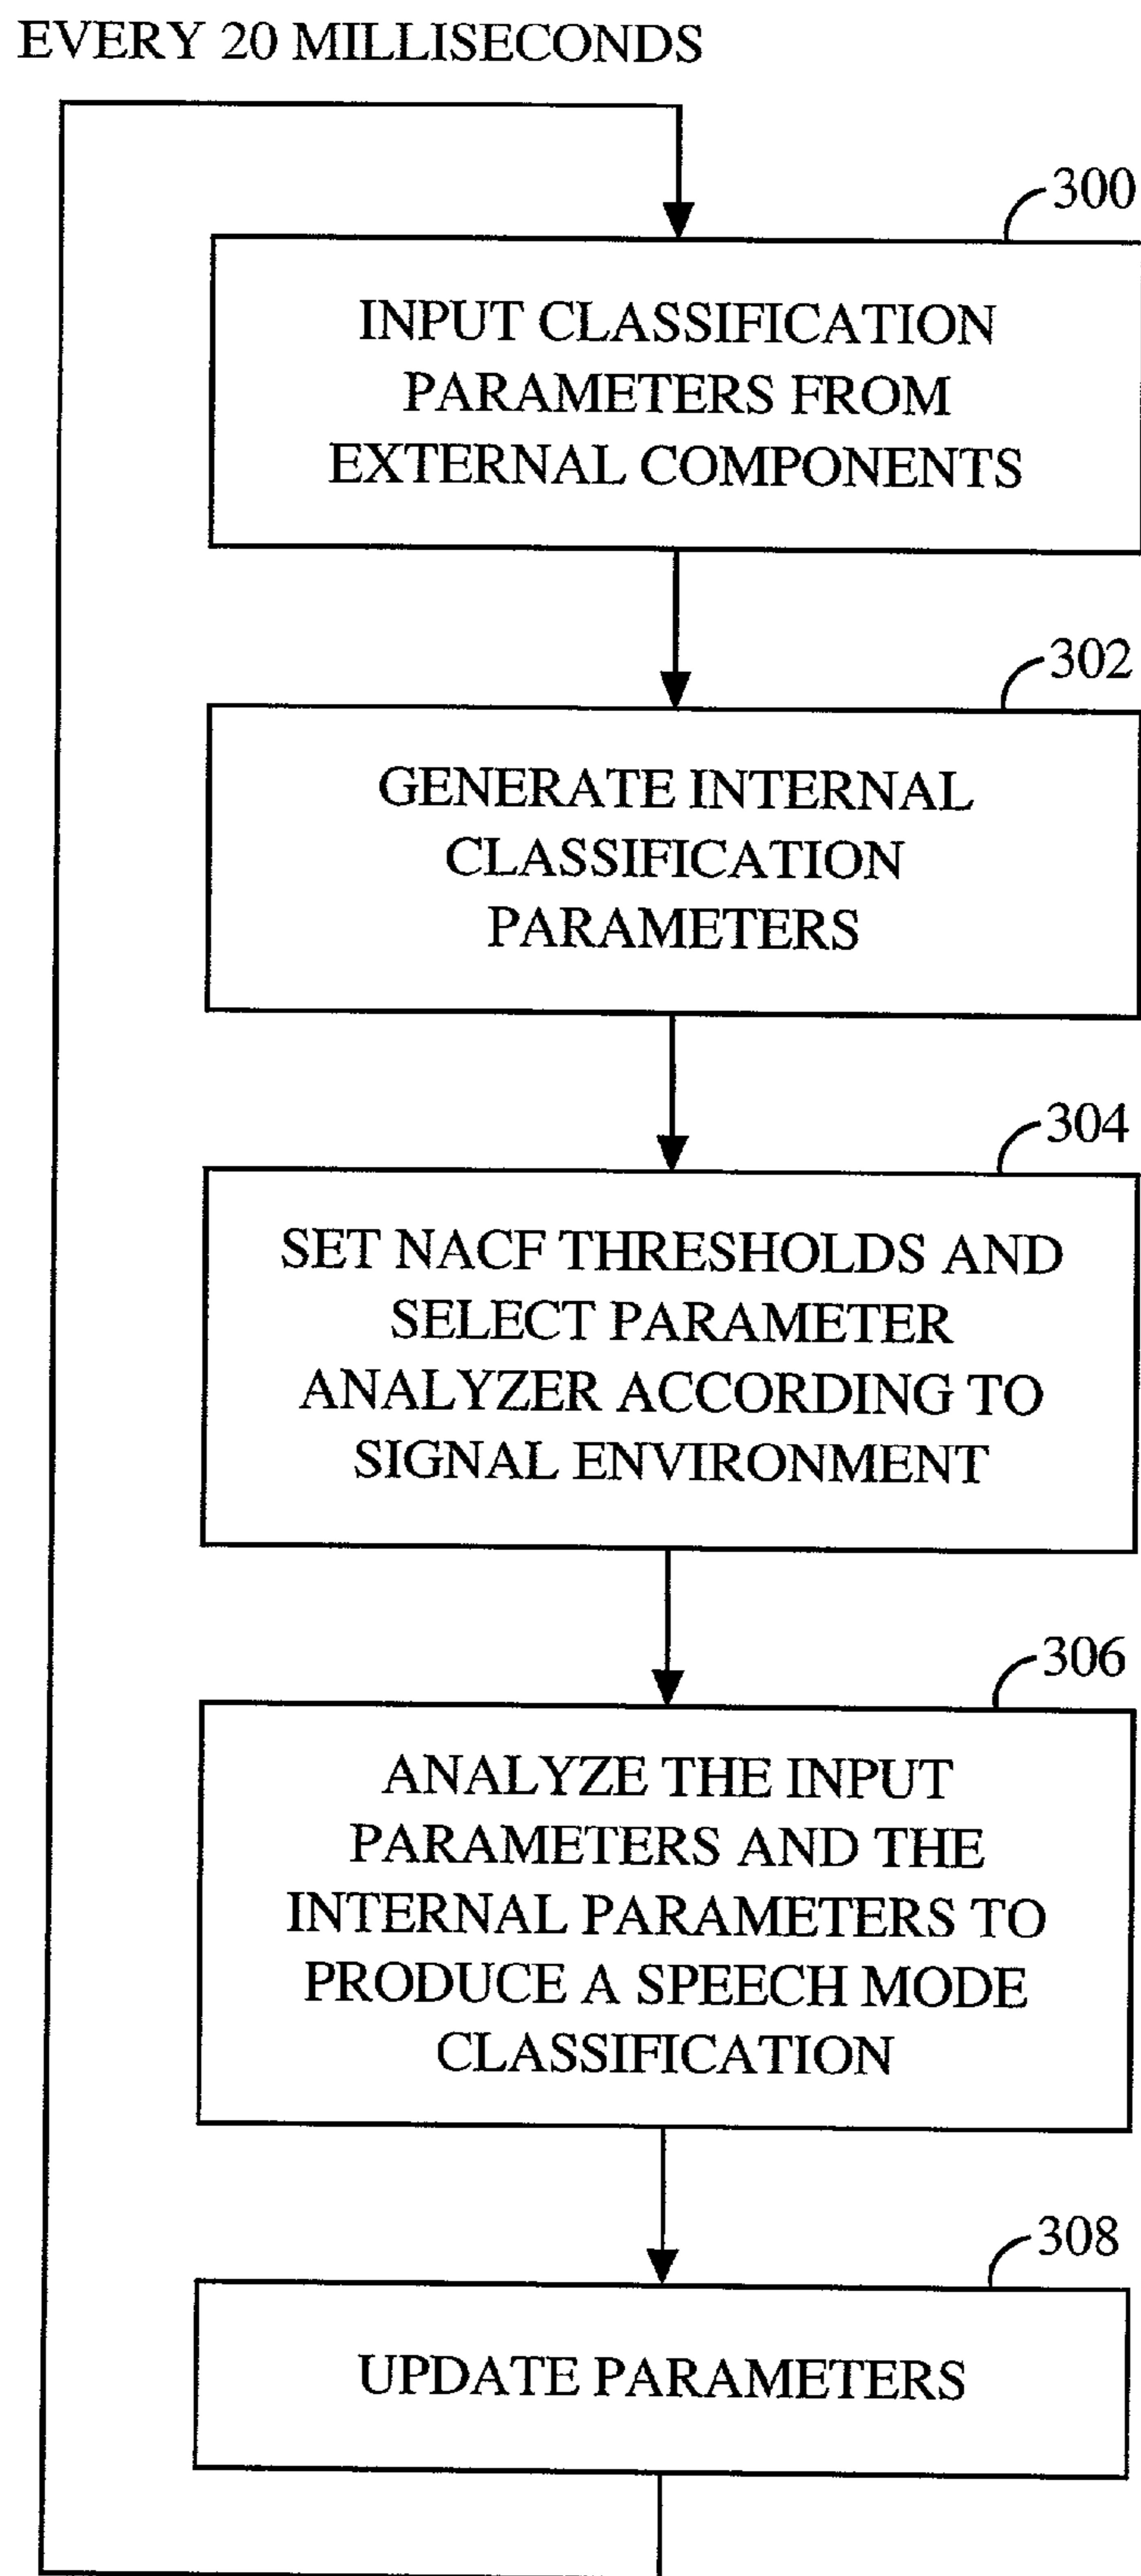 EVERY 20 MILLISECONDS
300
INPUT CLASSIFICATION
PARAMETERS FROM
EXTERNAL COMPONENTS
302
GENERATE INTERNAL
CLASSIFICATION
PARAMETERS
304
SET NACF THRESHOLDS AND
SELECT PARAMETER
ANALYZER ACCORDING TO
SIGNAL ENVIRONMENT
306
ANALYZE THE INPUT
PARAMETERS AND THE
INTERNAL PARAMETERS TO
PRODUCE A SPEECH MODE
CLASSIFICATION
308
UPDATE PARAMETERS